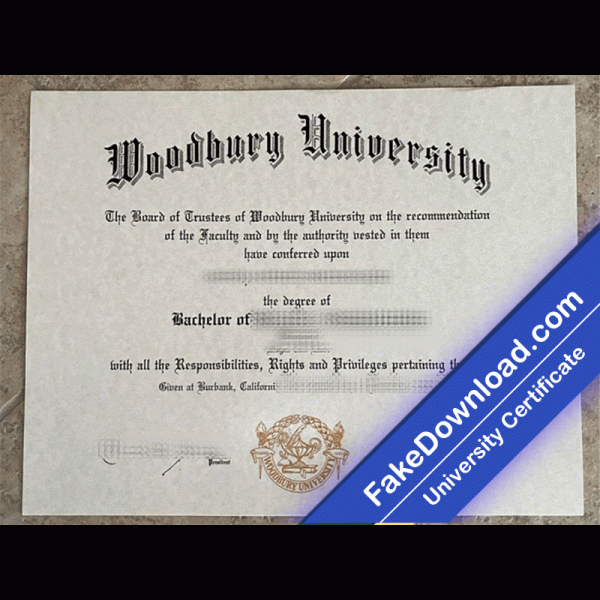 Woodbury University
The Board of Trustees of Woodbury University on the recommendation
of the Faculty and by the authority vested in them
have conferred upon
the degree of
Bachelor of
with all the Responsibilities, Rights and Privileges pertaining
Given at Burbank, Californi
President
WOODBURY UNIVERSITY
FakeDownload.com
University Certificate